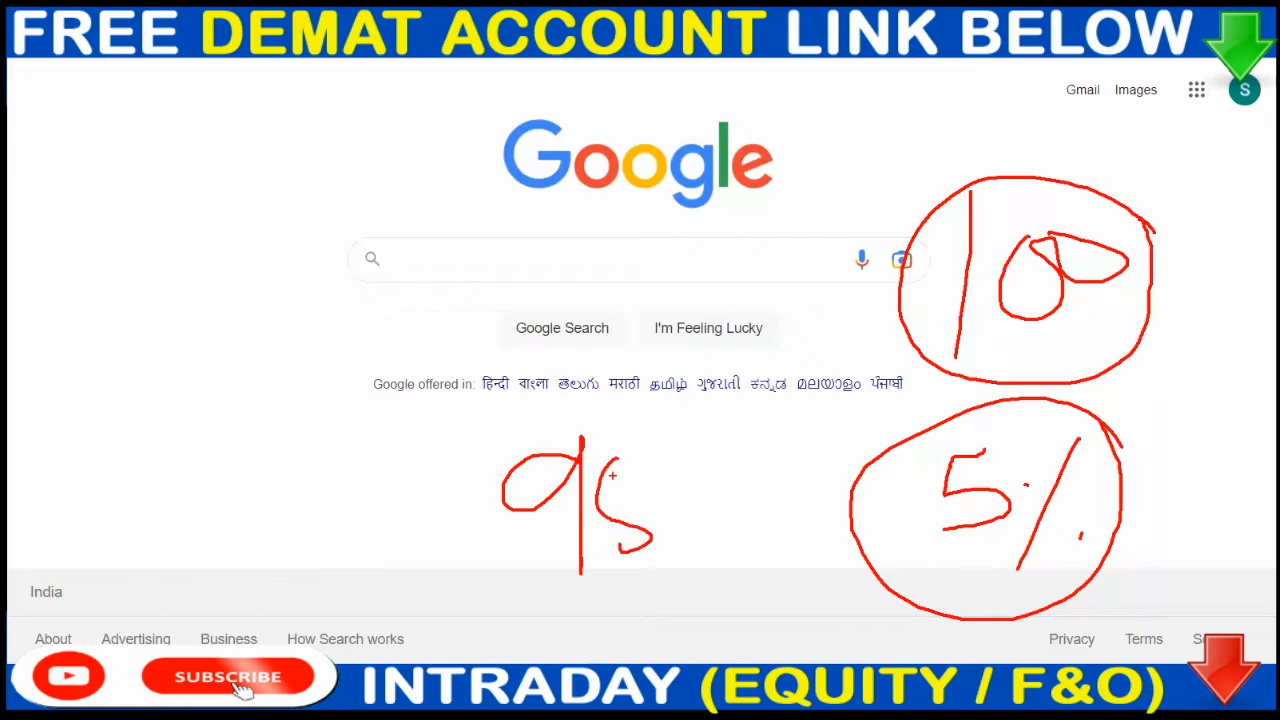 FREE DEMAT ACCOUNT LINK BELOW
Gmail Images S
Google
100
Google Search I'm Feeling Lucky
Google offered in: हिन्दी বাংলা తెలుగు मराठी தமிழ் ગુજરાતી ಕನ್ನಡ മലയാളം ਪੰਜਾਬੀ
95
5%
India
About Advertising Business How Search works Privacy Terms
SUBSCRIBE INTRADAY (EQUITY / F&O)